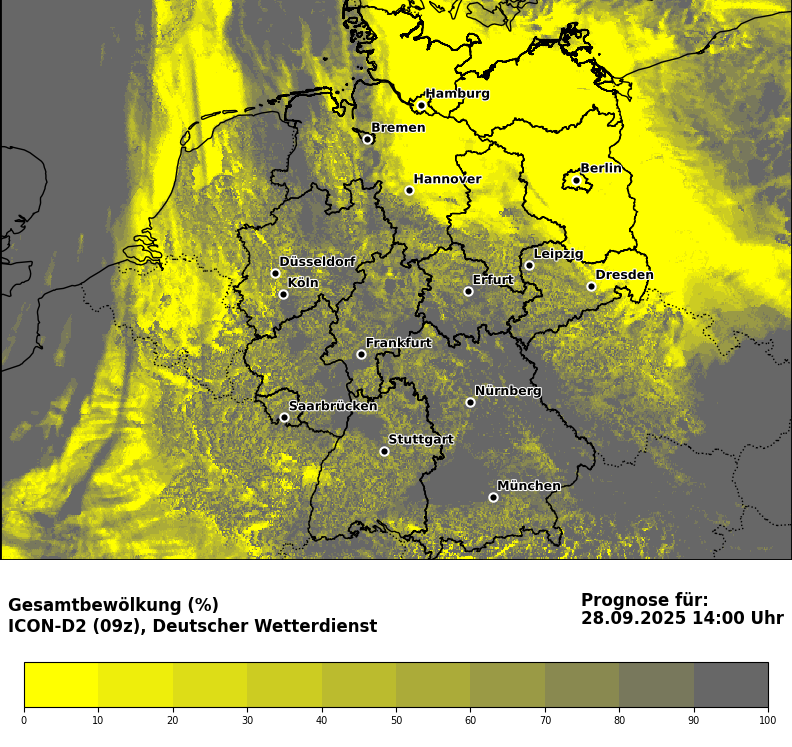 Hamburg
Bremen
Berlin
Hannover
Leipzig
Düsseldorf
Dresden
Erfurt
Köln
Frankfurt
Nürnberg
Saarbrücken
Stuttgart
München
Gesamtbewölkung (%)
ICON-D2 (09z), Deutscher Wetterdienst
Prognose für:
28.09.2025 14:00 Uhr
0 10 20 30 40 50 60 70 80 90 100